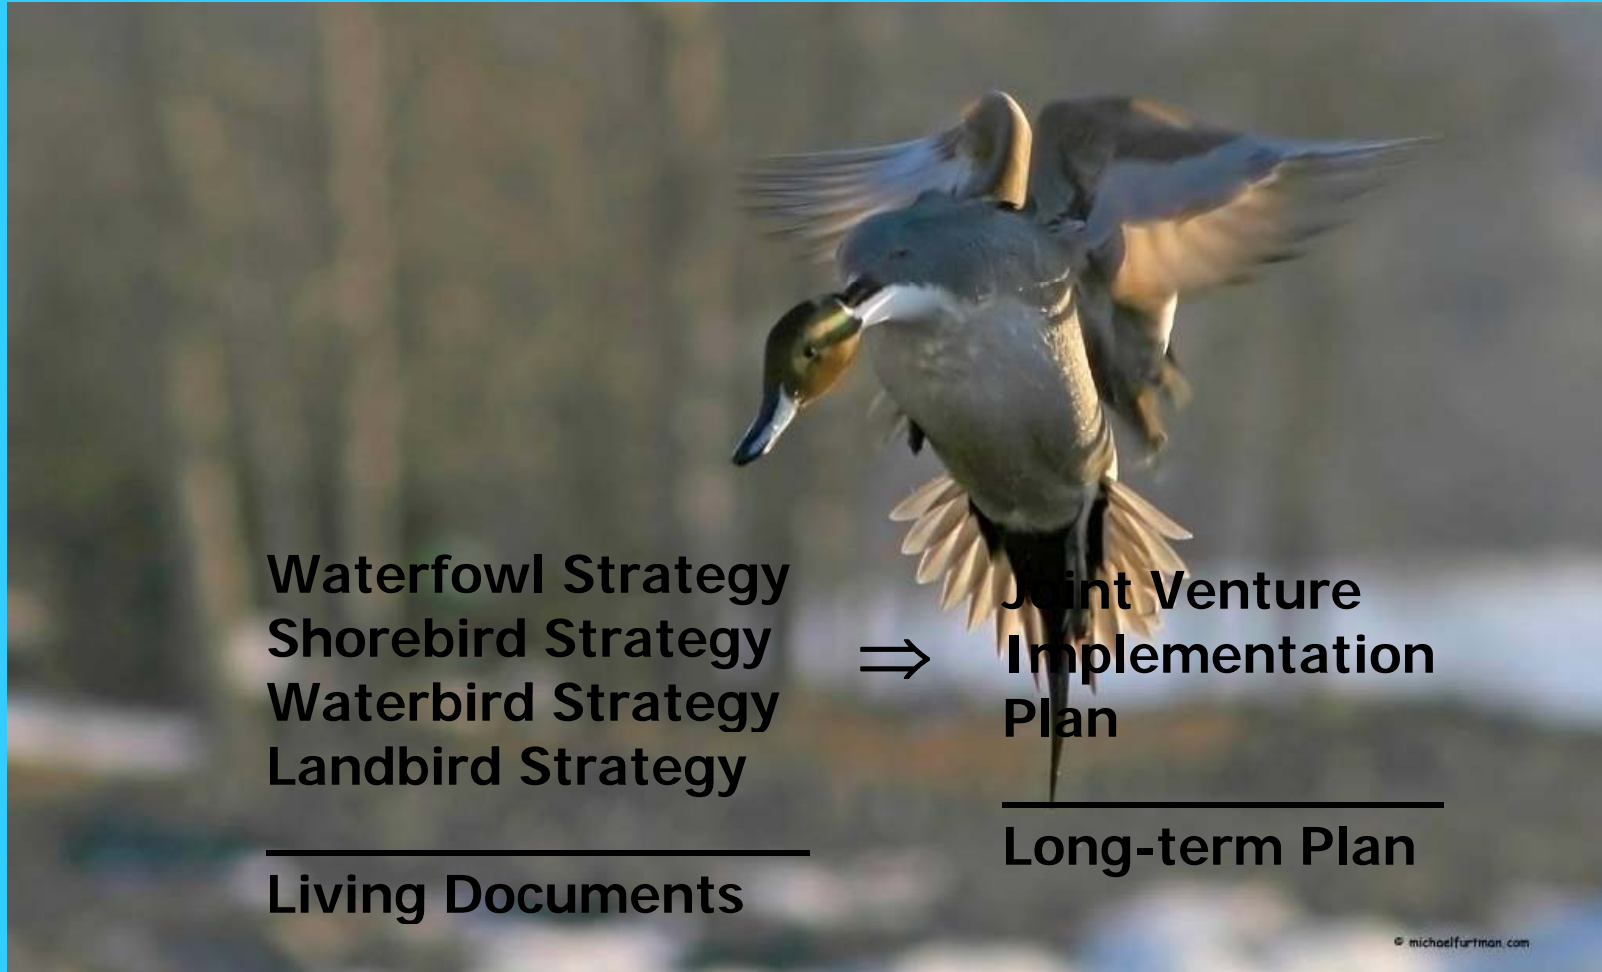 Waterfowl Strategy
Shorebird Strategy
Waterbird Strategy
Landbird Strategy
Living Documents
⇒
Joint Venture
Implementation
Plan
Long-term Plan
© michaelfurtman.com